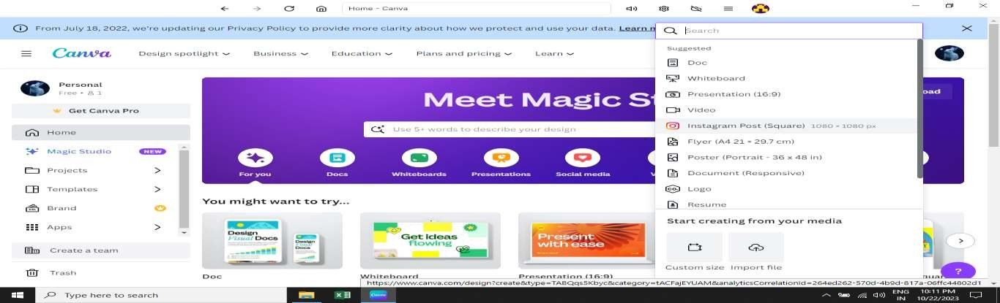 Home - Canva
From July 18, 2022, we're updating our Privacy Policy to provide more clarity about how we protect and use your data. Learn
Canva
Design spotlight
Business
Education
Plans and pricing
Learn
Personal
Free • 1
Get Canva Pro
Home
Magic Studio NEW
Projects
Templates
Brand
Apps
Create a team
Trash
Meet Magic St
Use 5+ words to describe your design
For you
Docs
Whiteboards
Presentations
Social media
You might want to try...
Design
Visual Docs
Design
Visual
Docs
Get ideas
flowing
Present
with ease
Doc
Whiteboard
Presentation (16:9)
Search
Suggested
Doc
Whiteboard
Presentation (16:9)
Video
Instagram Post (Square) 1080 × 1080 px
Flyer (A4 21 × 29.7 cm)
Poster (Portrait - 36 x 48 in)
Document (Responsive)
Logo
Resume
Start creating from your media
Custom size
Import file
oad
?
https://www.canva.com/design?create&type=TABQqs5Kbyc&category=tACFajEYUAM&analyticsCorrelationId=264ed262-570d-4b9d-817a-06ffc44802d1
Type here to search
Canva
ENG
IN
10:11 PM
10/22/2023